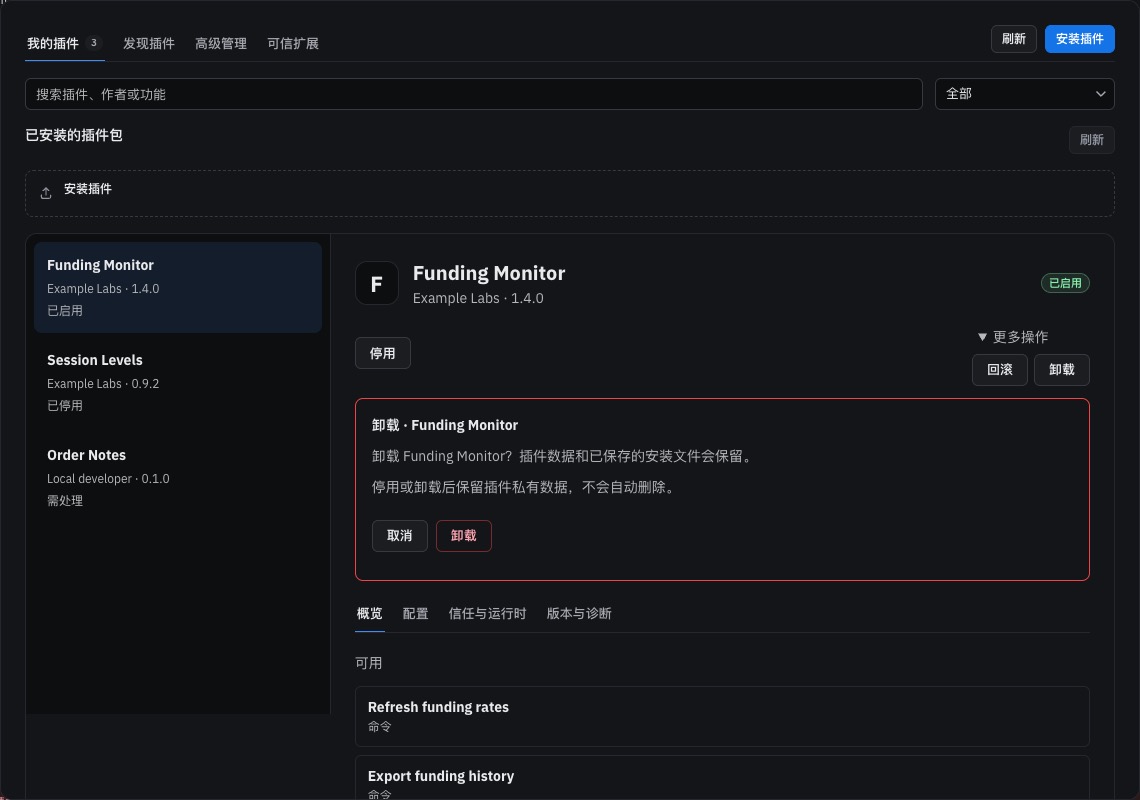 我的插件 3 发现插件 高级管理 可信扩展 刷新 安装插件
搜索插件、作者或功能 全部
已安装的插件包 刷新
安装插件
Funding Monitor
Example Labs · 1.4.0
已启用
Session Levels
Example Labs · 0.9.2
已停用
Order Notes
Local developer · 0.1.0
需处理
F
Funding Monitor
Example Labs · 1.4.0
已启用
停用
▼ 更多操作
回滚 卸载
卸载 · Funding Monitor
卸载 Funding Monitor？插件数据和已保存的安装文件会保留。
停用或卸载后保留插件私有数据，不会自动删除。
取消 卸载
概览 配置 信任与运行时 版本与诊断
可用
Refresh funding rates
命令
Export funding history
命令